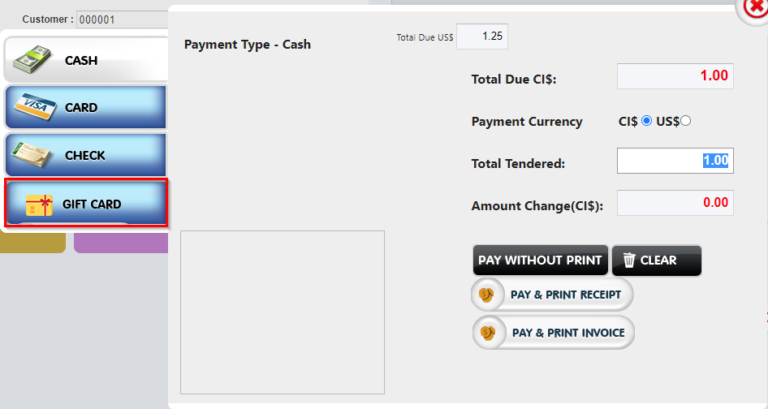 Customer : 000001
CASH
VISA
CARD
CHECK
GIFT CARD
Payment Type - Cash
Total Due US$ 1.25
Total Due CI$: 1.00
Payment Currency CI$ US$
Total Tendered: 1.00
Amount Change(CI$): 0.00
PAY WITHOUT PRINT CLEAR
PAY & PRINT RECEIPT
PAY & PRINT INVOICE